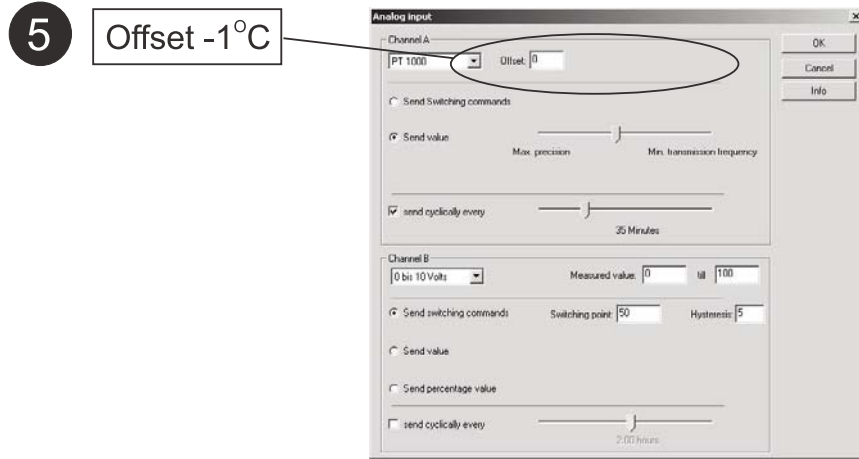 5 Offset -1°C
Analog input
Channel A
PT 1000 Offset: 0
Send Switching commands
Send value
Max. precision Min. transmission frequency
send cyclically every
35 Minutes
Channel B
0 bis 10 Volts Measured value: 0 till 100
Send switching commands Switching point: 50 Hysteresis: 5
Send value
Send percentage value
send cyclically every
2:00 hours
OK
Cancel
Info